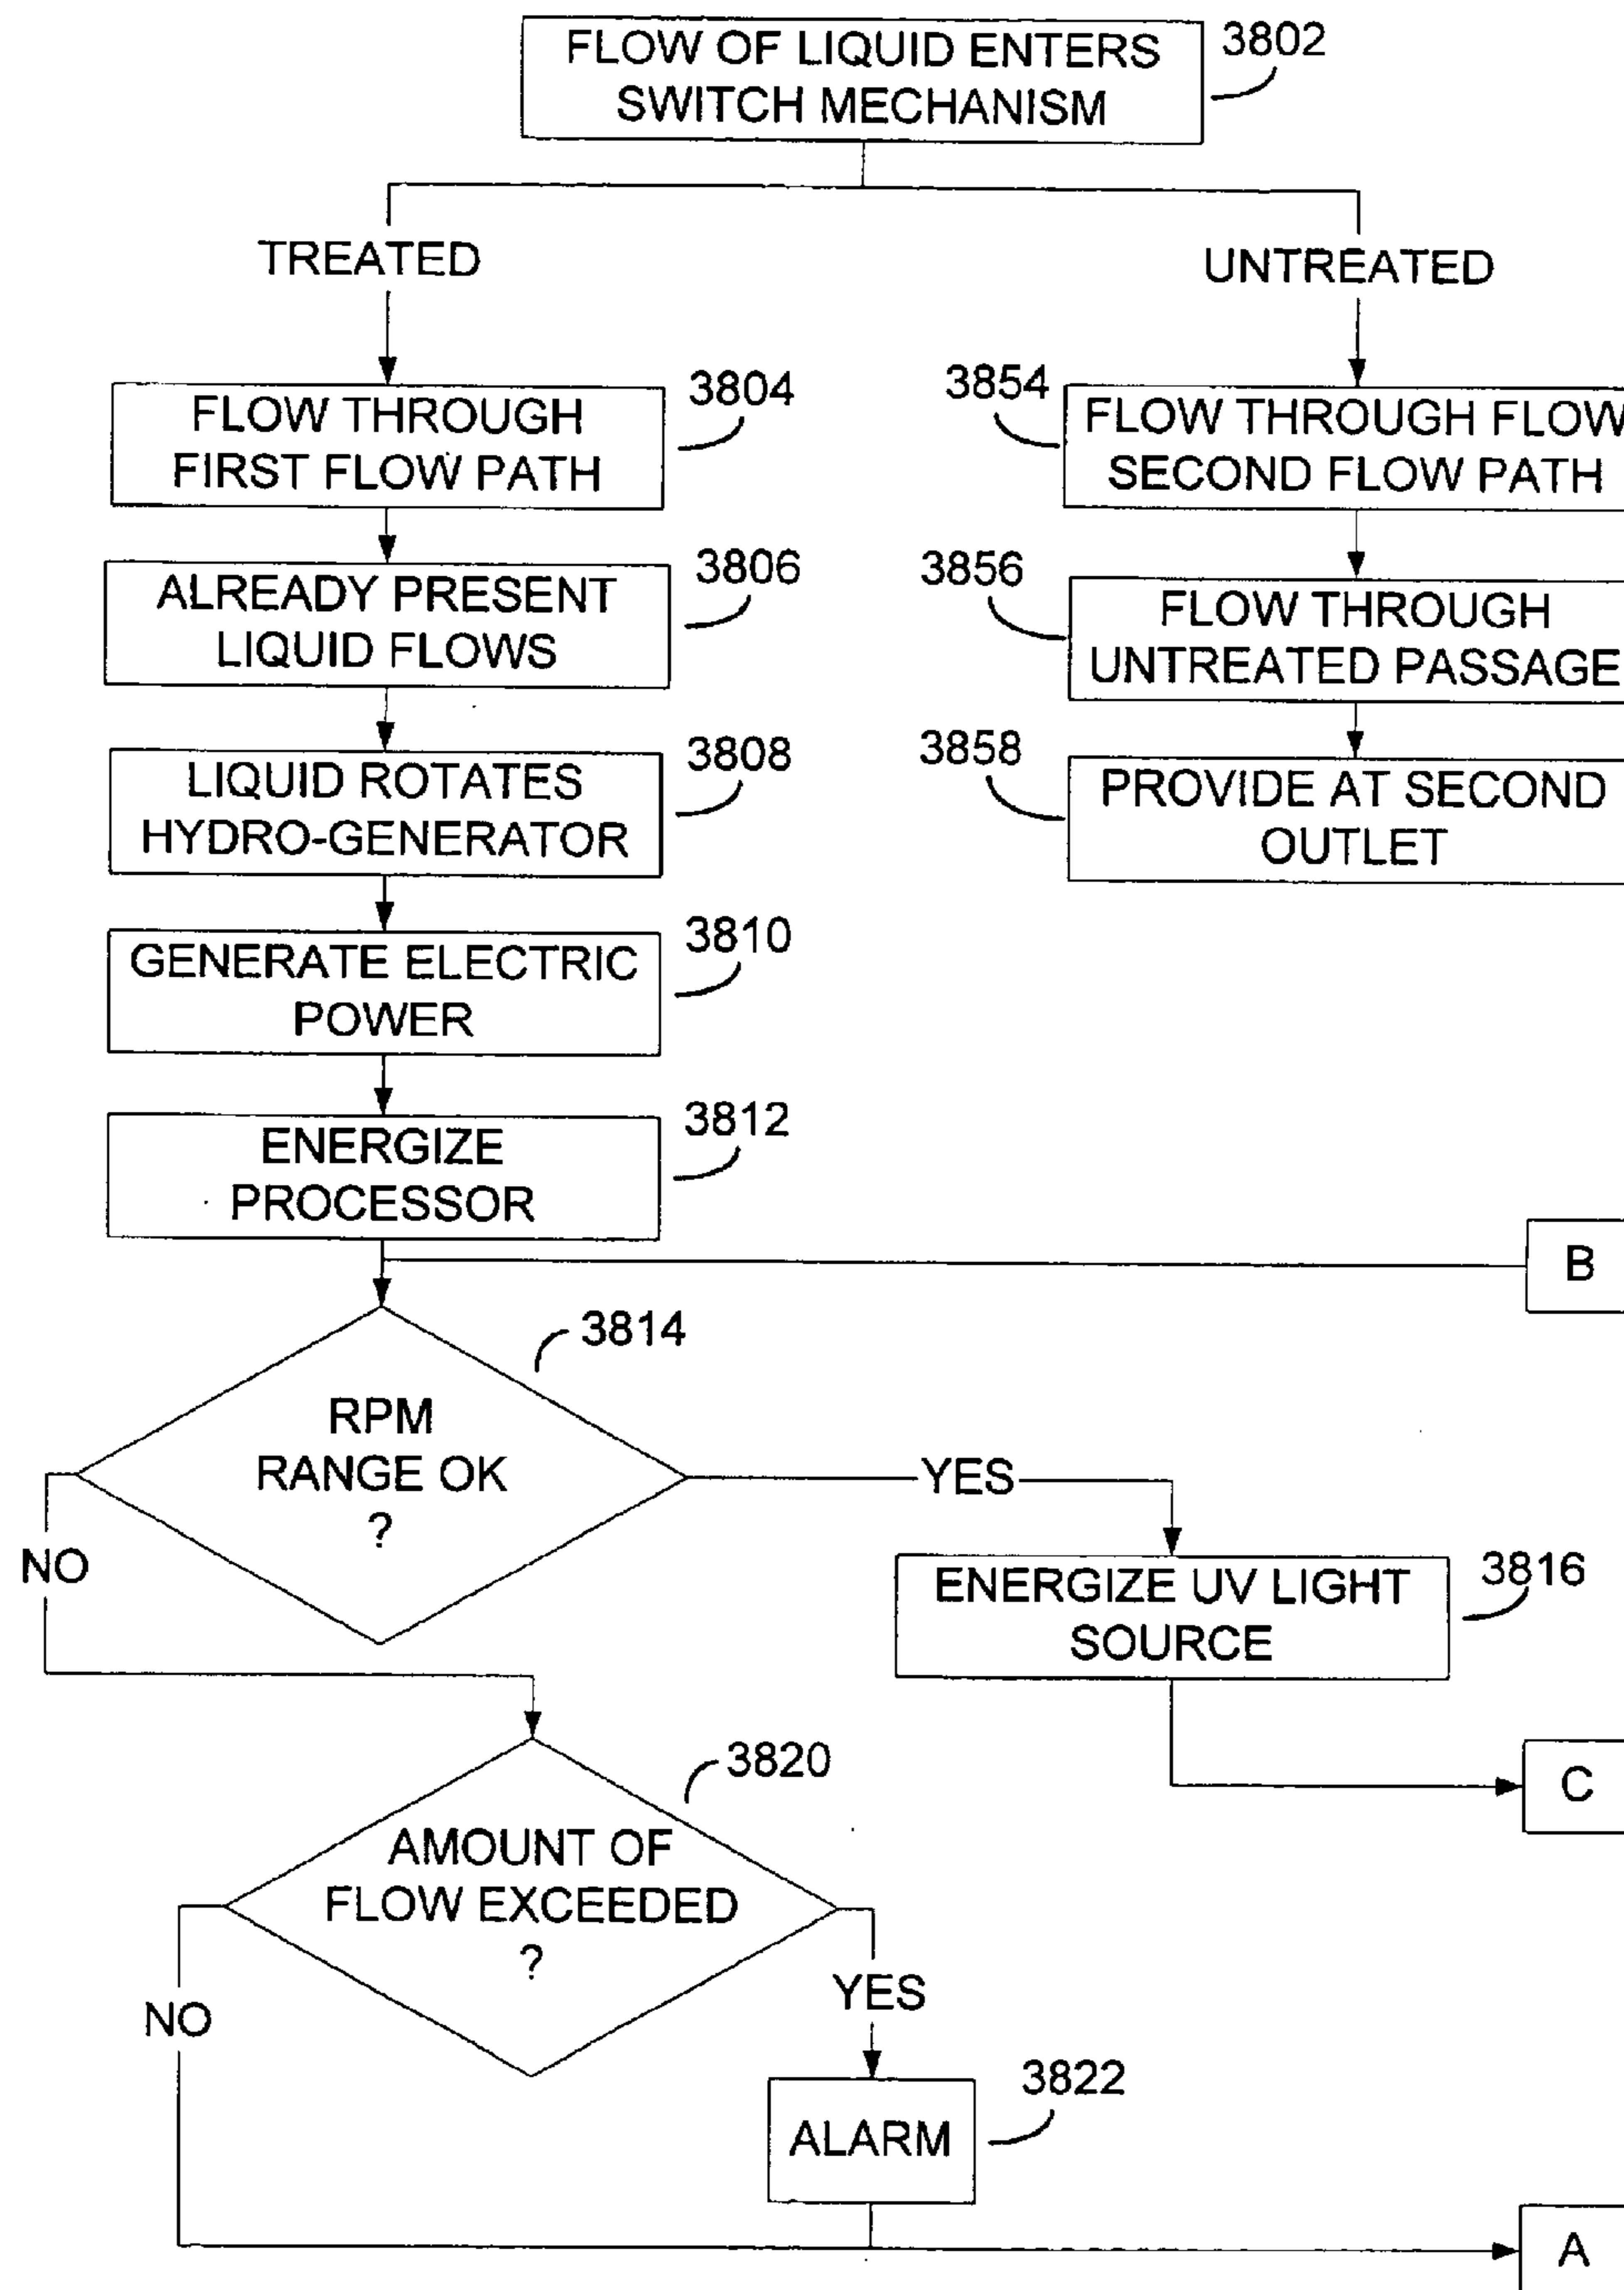 FLOW OF LIQUID ENTERS
SWITCH MECHANISM
3802
TREATED
UNTREATED
FLOW THROUGH
FIRST FLOW PATH
3804
3854
FLOW THROUGH FLOW
SECOND FLOW PATH
ALREADY PRESENT
LIQUID FLOWS
3806
3856
FLOW THROUGH
UNTREATED PASSAGE
LIQUID ROTATES
HYDRO-GENERATOR
3808
3858
PROVIDE AT SECOND
OUTLET
GENERATE ELECTRIC
POWER
3810
ENERGIZE
PROCESSOR
3812
B
3814
RPM
RANGE OK
?
YES
NO
ENERGIZE UV LIGHT
SOURCE
3816
C
3820
AMOUNT OF
FLOW EXCEEDED
?
YES
NO
ALARM
3822
A